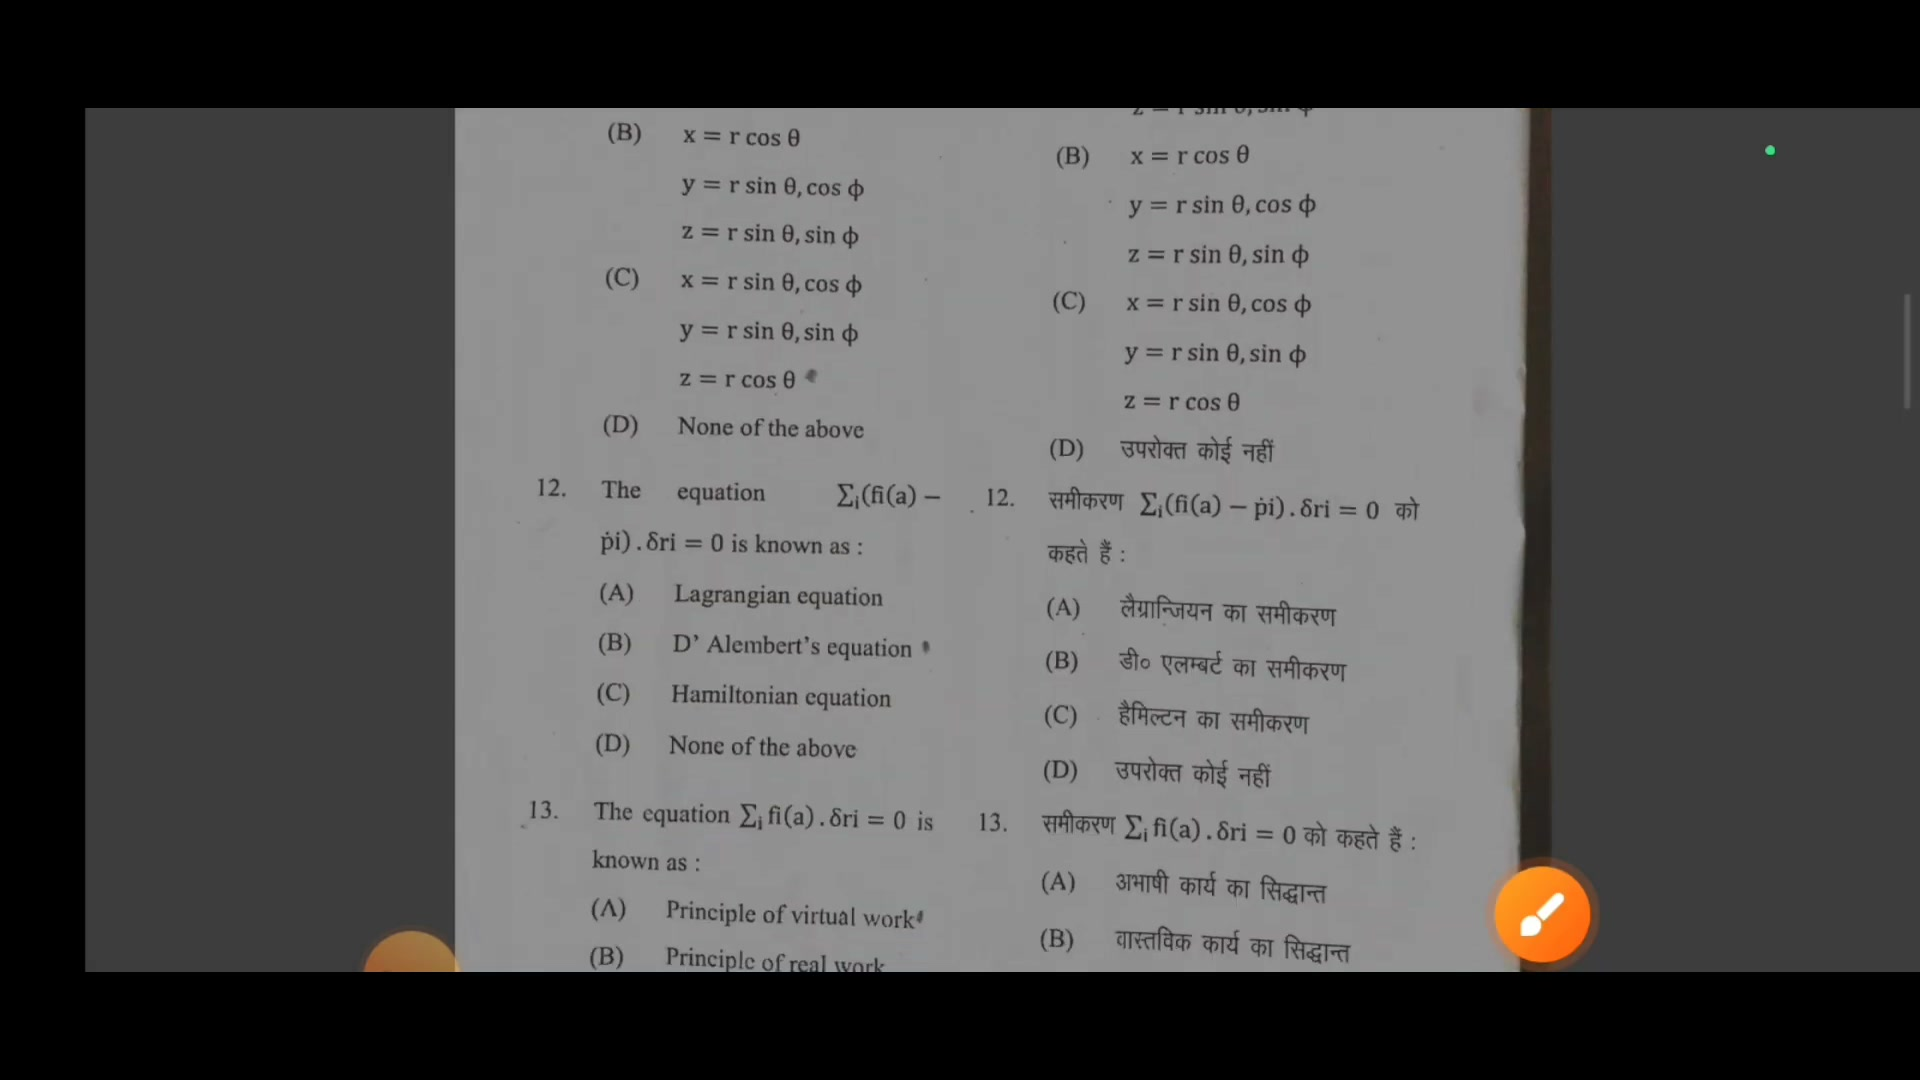 (B) x = r cos θ
y = r sin θ, cos ϕ
z = r sin θ, sin ϕ
(C) x = r sin θ, cos ϕ
y = r sin θ, sin ϕ
z = r cos θ
(D) None of the above
12. The equation ∑i(fi(a) −
ṗi) . δri = 0 is known as :
(A) Lagrangian equation
(B) D’ Alembert’s equation
(C) Hamiltonian equation
(D) None of the above
13. The equation ∑i fi(a) . δri = 0 is
known as :
(A) Principle of virtual work
(B) Principle of real work
z = r sin θ, sin ϕ
(B) x = r cos θ
y = r sin θ, cos ϕ
z = r sin θ, sin ϕ
(C) x = r sin θ, cos ϕ
y = r sin θ, sin ϕ
z = r cos θ
(D) उपरोक्त कोई नहीं
12. समीकरण ∑i(fi(a) − ṗi) . δri = 0 को
कहते हैं :
(A) लैग्रान्जियन का समीकरण
(B) डी० एलम्बर्ट का समीकरण
(C) हैमिल्टन का समीकरण
(D) उपरोक्त कोई नहीं
13. समीकरण ∑i fi(a) . δri = 0 को कहते हैं :
(A) अभाषी कार्य का सिद्धान्त
(B) वास्तविक कार्य का सिद्धान्त